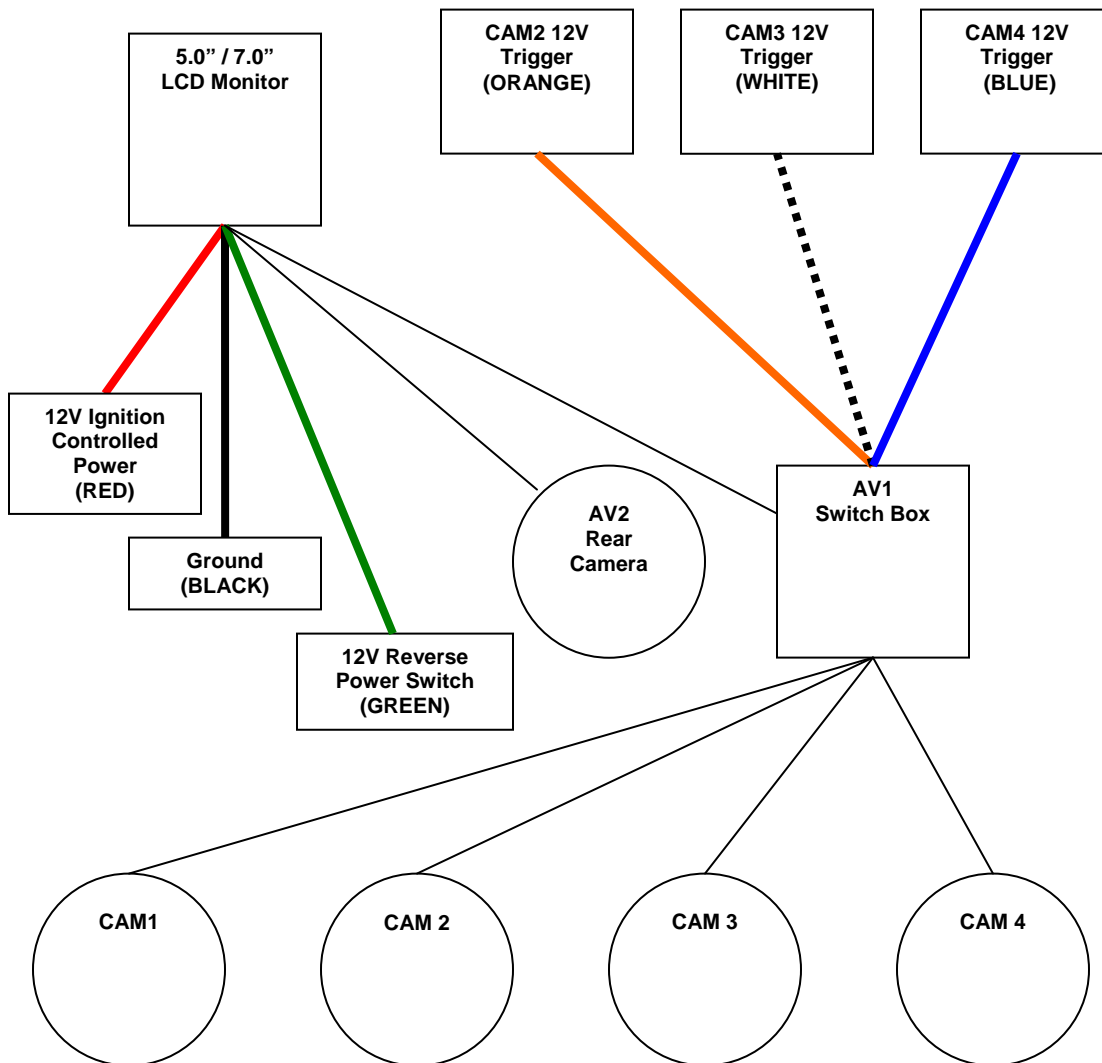 5.0” / 7.0”
LCD Monitor
CAM2 12V
Trigger
(ORANGE)
CAM3 12V
Trigger
(WHITE)
CAM4 12V
Trigger
(BLUE)
12V Ignition
Controlled
Power
(RED)
Ground
(BLACK)
12V Reverse
Power Switch
(GREEN)
AV2
Rear
Camera
AV1
Switch Box
CAM1
CAM 2
CAM 3
CAM 4